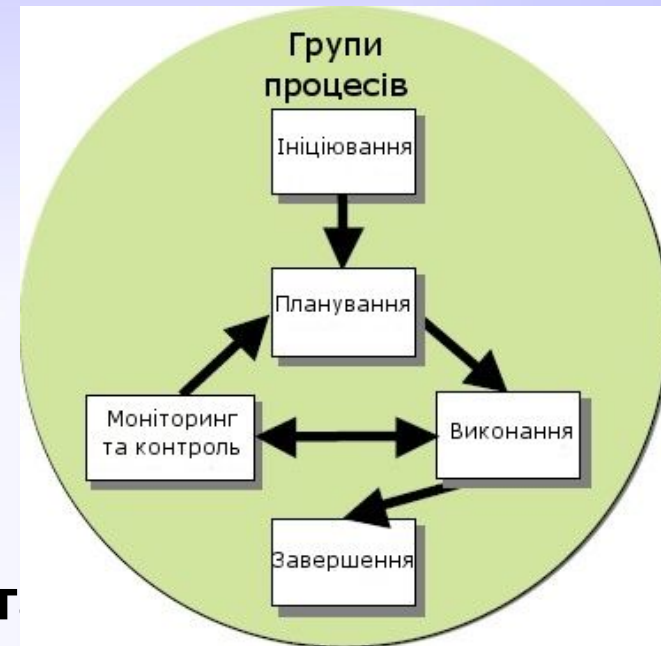 Групи
процесів
Ініціювання
Планування
Моніторинг
та контроль
Виконання
Завершення